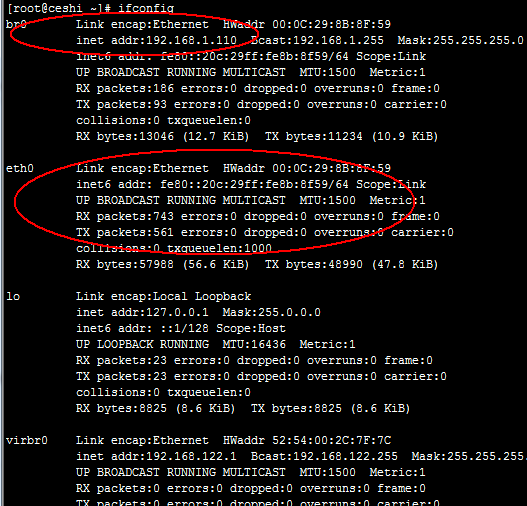 [root@ceshi ~]# ifconfig
br0 Link encap:Ethernet HWaddr 00:0C:29:8B:8F:59
inet addr:192.168.1.110 Bcast:192.168.1.255 Mask:255.255.255.0
inet6 addr: fe80::20c:29ff:fe8b:8f59/64 Scope:Link
UP BROADCAST RUNNING MULTICAST MTU:1500 Metric:1
RX packets:186 errors:0 dropped:0 overruns:0 frame:0
TX packets:93 errors:0 dropped:0 overruns:0 carrier:0
collisions:0 txqueuelen:0
RX bytes:13046 (12.7 KiB) TX bytes:11234 (10.9 KiB)
eth0 Link encap:Ethernet HWaddr 00:0C:29:8B:8F:59
inet6 addr: fe80::20c:29ff:fe8b:8f59/64 Scope:Link
UP BROADCAST RUNNING MULTICAST MTU:1500 Metric:1
RX packets:743 errors:0 dropped:0 overruns:0 frame:0
TX packets:561 errors:0 dropped:0 overruns:0 carrier:0
collisions:0 txqueuelen:1000
RX bytes:57988 (56.6 KiB) TX bytes:48990 (47.8 KiB)
lo Link encap:Local Loopback
inet addr:127.0.0.1 Mask:255.0.0.0
inet6 addr: ::1/128 Scope:Host
UP LOOPBACK RUNNING MTU:16436 Metric:1
RX packets:23 errors:0 dropped:0 overruns:0 frame:0
TX packets:23 errors:0 dropped:0 overruns:0 carrier:0
collisions:0 txqueuelen:0
RX bytes:8825 (8.6 KiB) TX bytes:8825 (8.6 KiB)
virbr0 Link encap:Ethernet HWaddr 52:54:00:2C:7F:7C
inet addr:192.168.122.1 Bcast:192.168.122.255 Mask:255.255.255.
UP BROADCAST RUNNING MULTICAST MTU:1500 Metric:1
RX packets:0 errors:0 dropped:0 overruns:0 frame:0
TX packets:0 errors:0 dropped:0 overruns:0 carrier:0